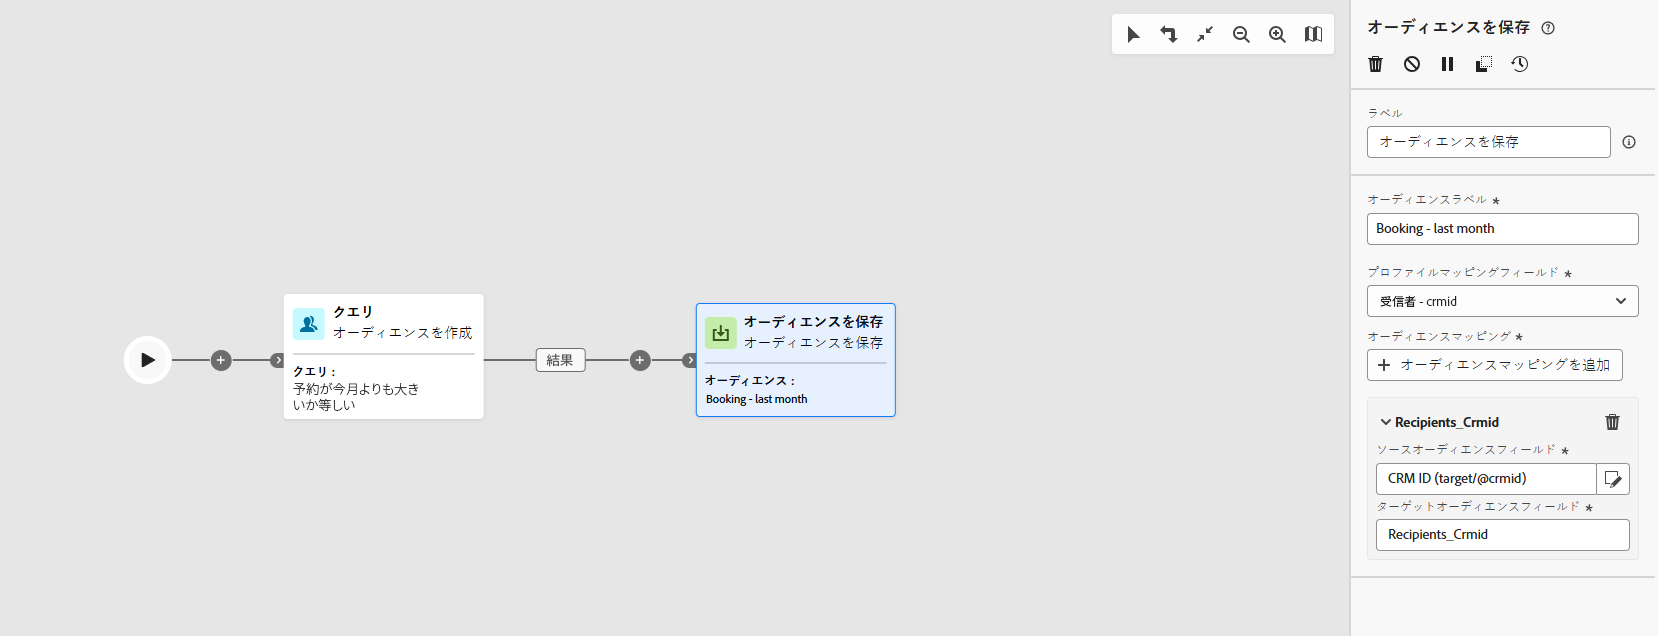 クエリ
オーディエンスを作成
クエリ :
予約が今月よりも大き
いか等しい
結果
オーディエンスを保存
オーディエンスを保存
オーディエンス :
Booking - last month
オーディエンスを保存
ラベル
オーディエンスを保存
オーディエンスラベル *
Booking - last month
プロファイルマッピングフィールド *
受信者 - crmid
オーディエンスマッピング *
オーディエンスマッピングを追加
Recipients_Crmid
ソースオーディエンスフィールド *
CRM ID (target/@crmid)
ターゲットオーディエンスフィールド *
Recipients_Crmid